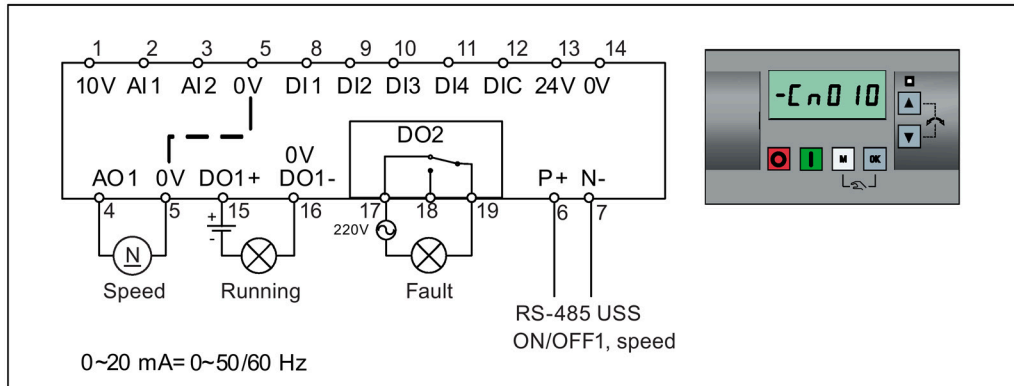 1 2 3 5 8 9 10 11 12 13 14
10V AI1 AI2 0V DI1 DI2 DI3 DI4 DIC 24V 0V
-Cn010
DO2
0V
AO1 0V DO1+ DO1- P+ N-
4 5 15 16 17 18 19 6 7
+
-
220V
N
M OK
Speed Running Fault
RS-485 USS
ON/OFF1, speed
0~20 mA= 0~50/60 Hz